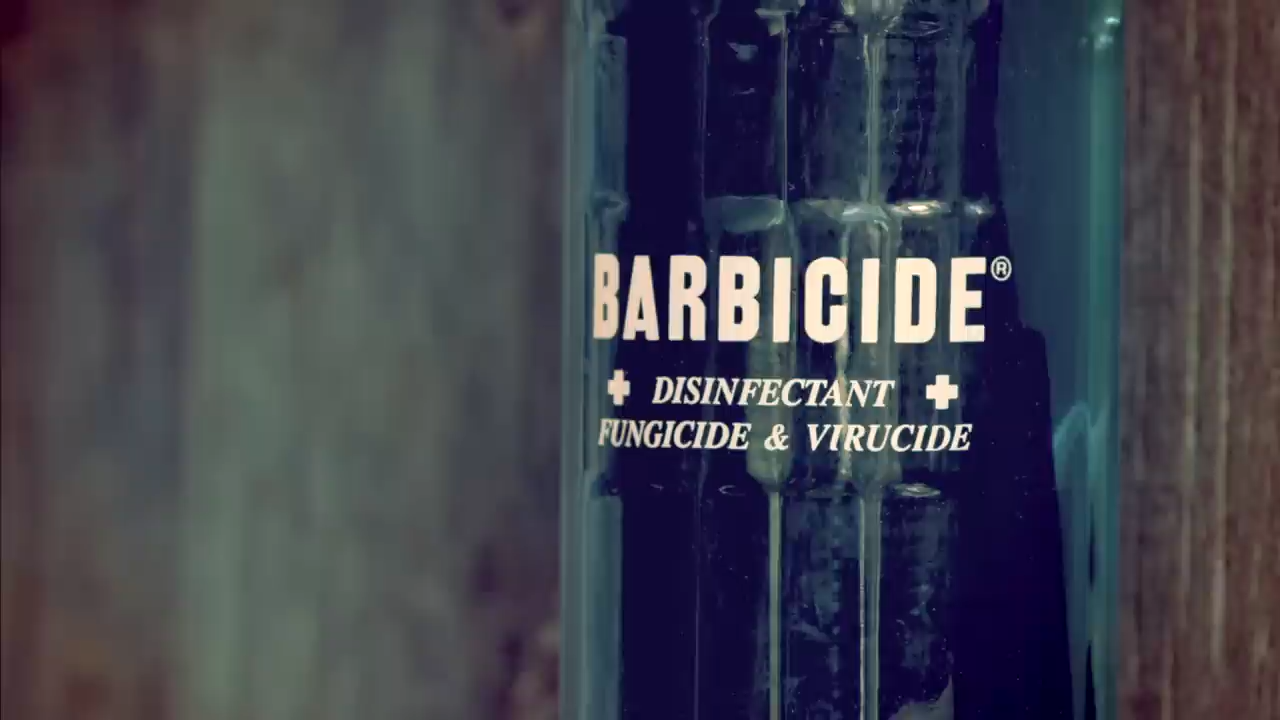 BARBICIDE®
✚ DISINFECTANT ✚
FUNGICIDE & VIRUCIDE